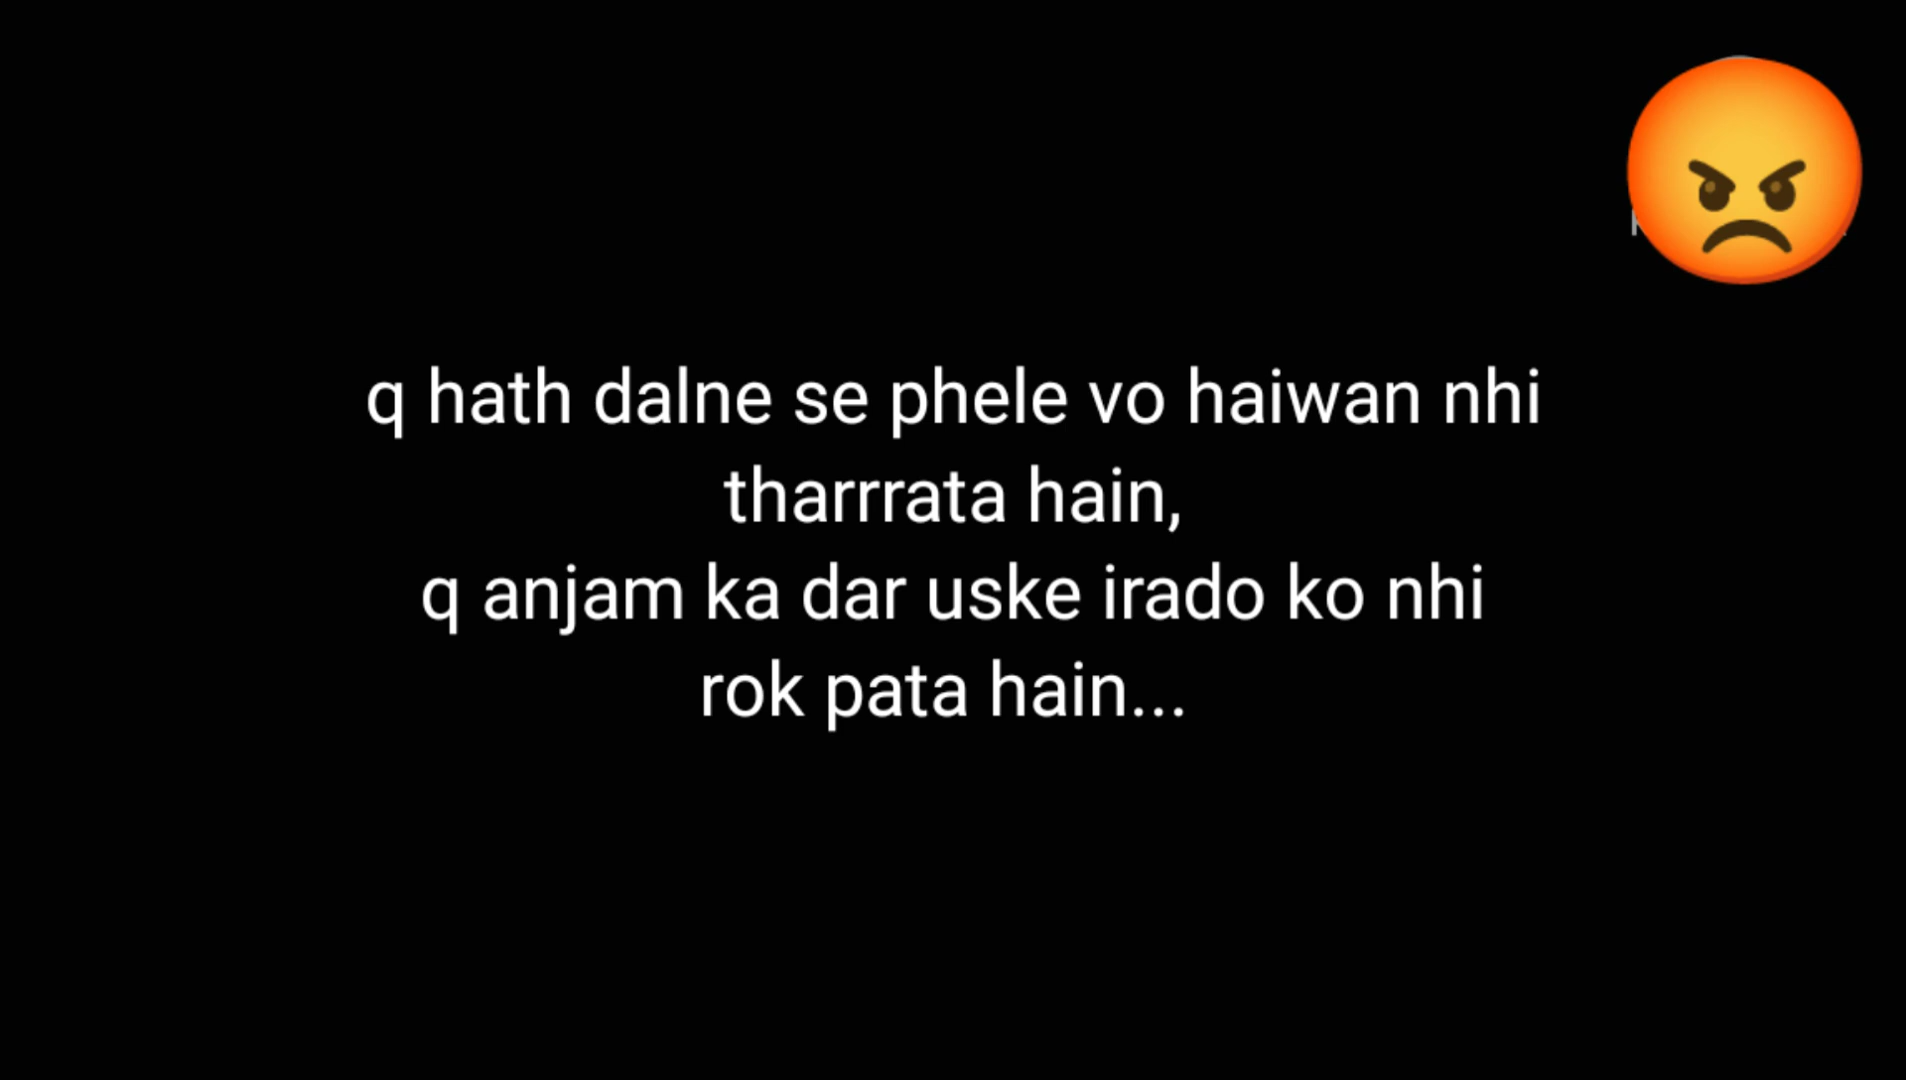 q hath dalne se phele vo haiwan nhi
tharrrata hain,
q anjam ka dar uske irado ko nhi
rok pata hain...